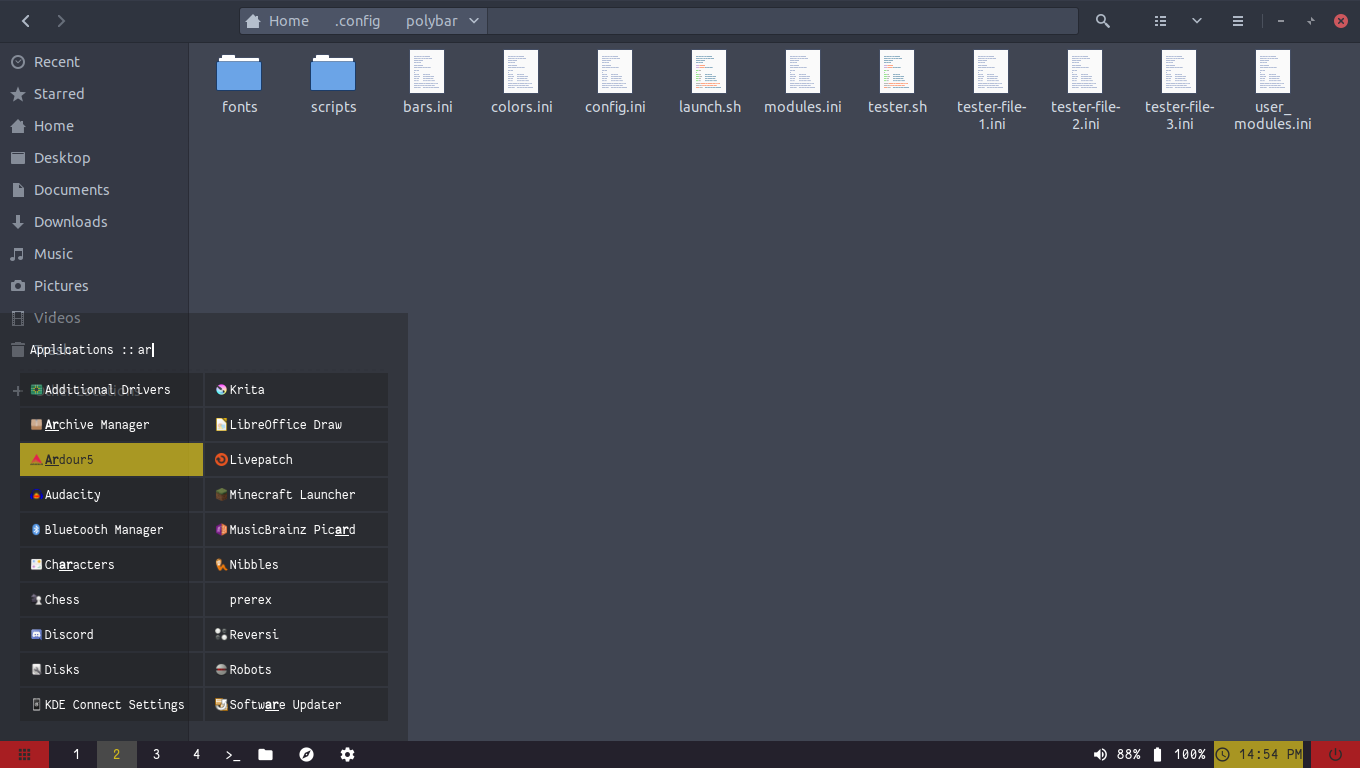 Home .config polybar
Recent
Starred
Home
Desktop
Documents
Downloads
Music
Pictures
Videos
fonts
scripts
bars.ini
colors.ini
config.ini
launch.sh
modules.ini
tester.sh
tester-file-
1.ini
tester-file-
2.ini
tester-file-
3.ini
user_
modules.ini
Applications :: ar
Additional Drivers
Archive Manager
Ardour5
Audacity
Bluetooth Manager
Characters
Chess
Discord
Disks
KDE Connect Settings
Krita
LibreOffice Draw
Livepatch
Minecraft Launcher
MusicBrainz Picard
Nibbles
prerex
Reversi
Robots
Software Updater
1 2 3 4 >_ 88% 100% 14:54 PM